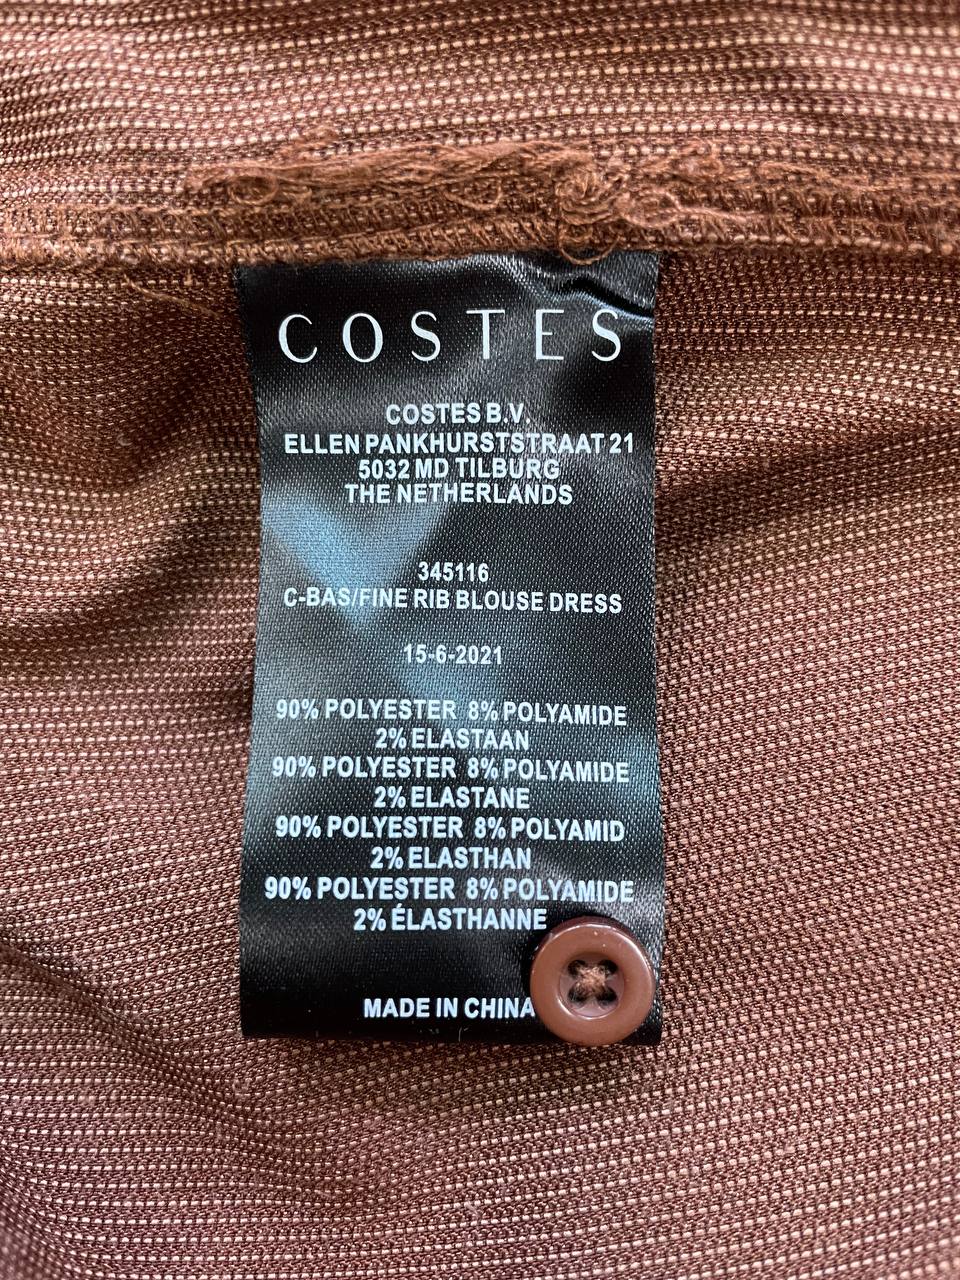 COSTES
COSTES B.V.
ELLEN PANKHURSTSTRAAT 21
5032 MD TILBURG
THE NETHERLANDS
345116
C-BAS/FINE RIB BLOUSE DRESS
15-6-2021
90% POLYESTER 8% POLYAMIDE
2% ELASTAAN
90% POLYESTER 8% POLYAMIDE
2% ELASTANE
90% POLYESTER 8% POLYAMID
2% ELASTHAN
90% POLYESTER 8% POLYAMIDE
2% ÉLASTHANNE
MADE IN CHINA